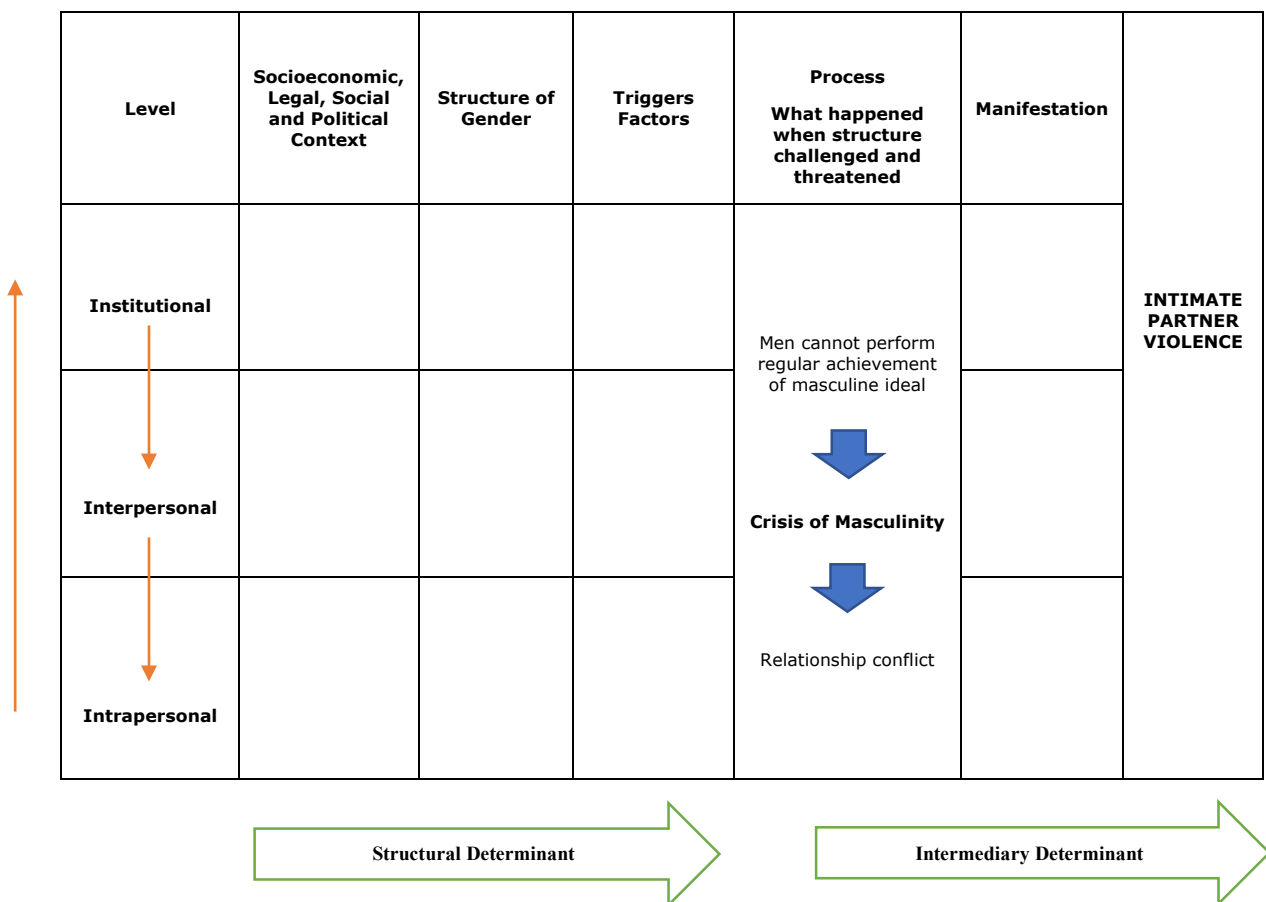 Level
Socioeconomic,
Legal, Social
and Political
Context
Structure of
Gender
Triggers
Factors
Process
What happened
when structure
challenged and
threatened
Manifestation
Institutional
INTIMATE
PARTNER
VIOLENCE
Men cannot perform
regular achievement
of masculine ideal
Interpersonal
Crisis of Masculinity
Relationship conflict
Intrapersonal
Structural Determinant
Intermediary Determinant